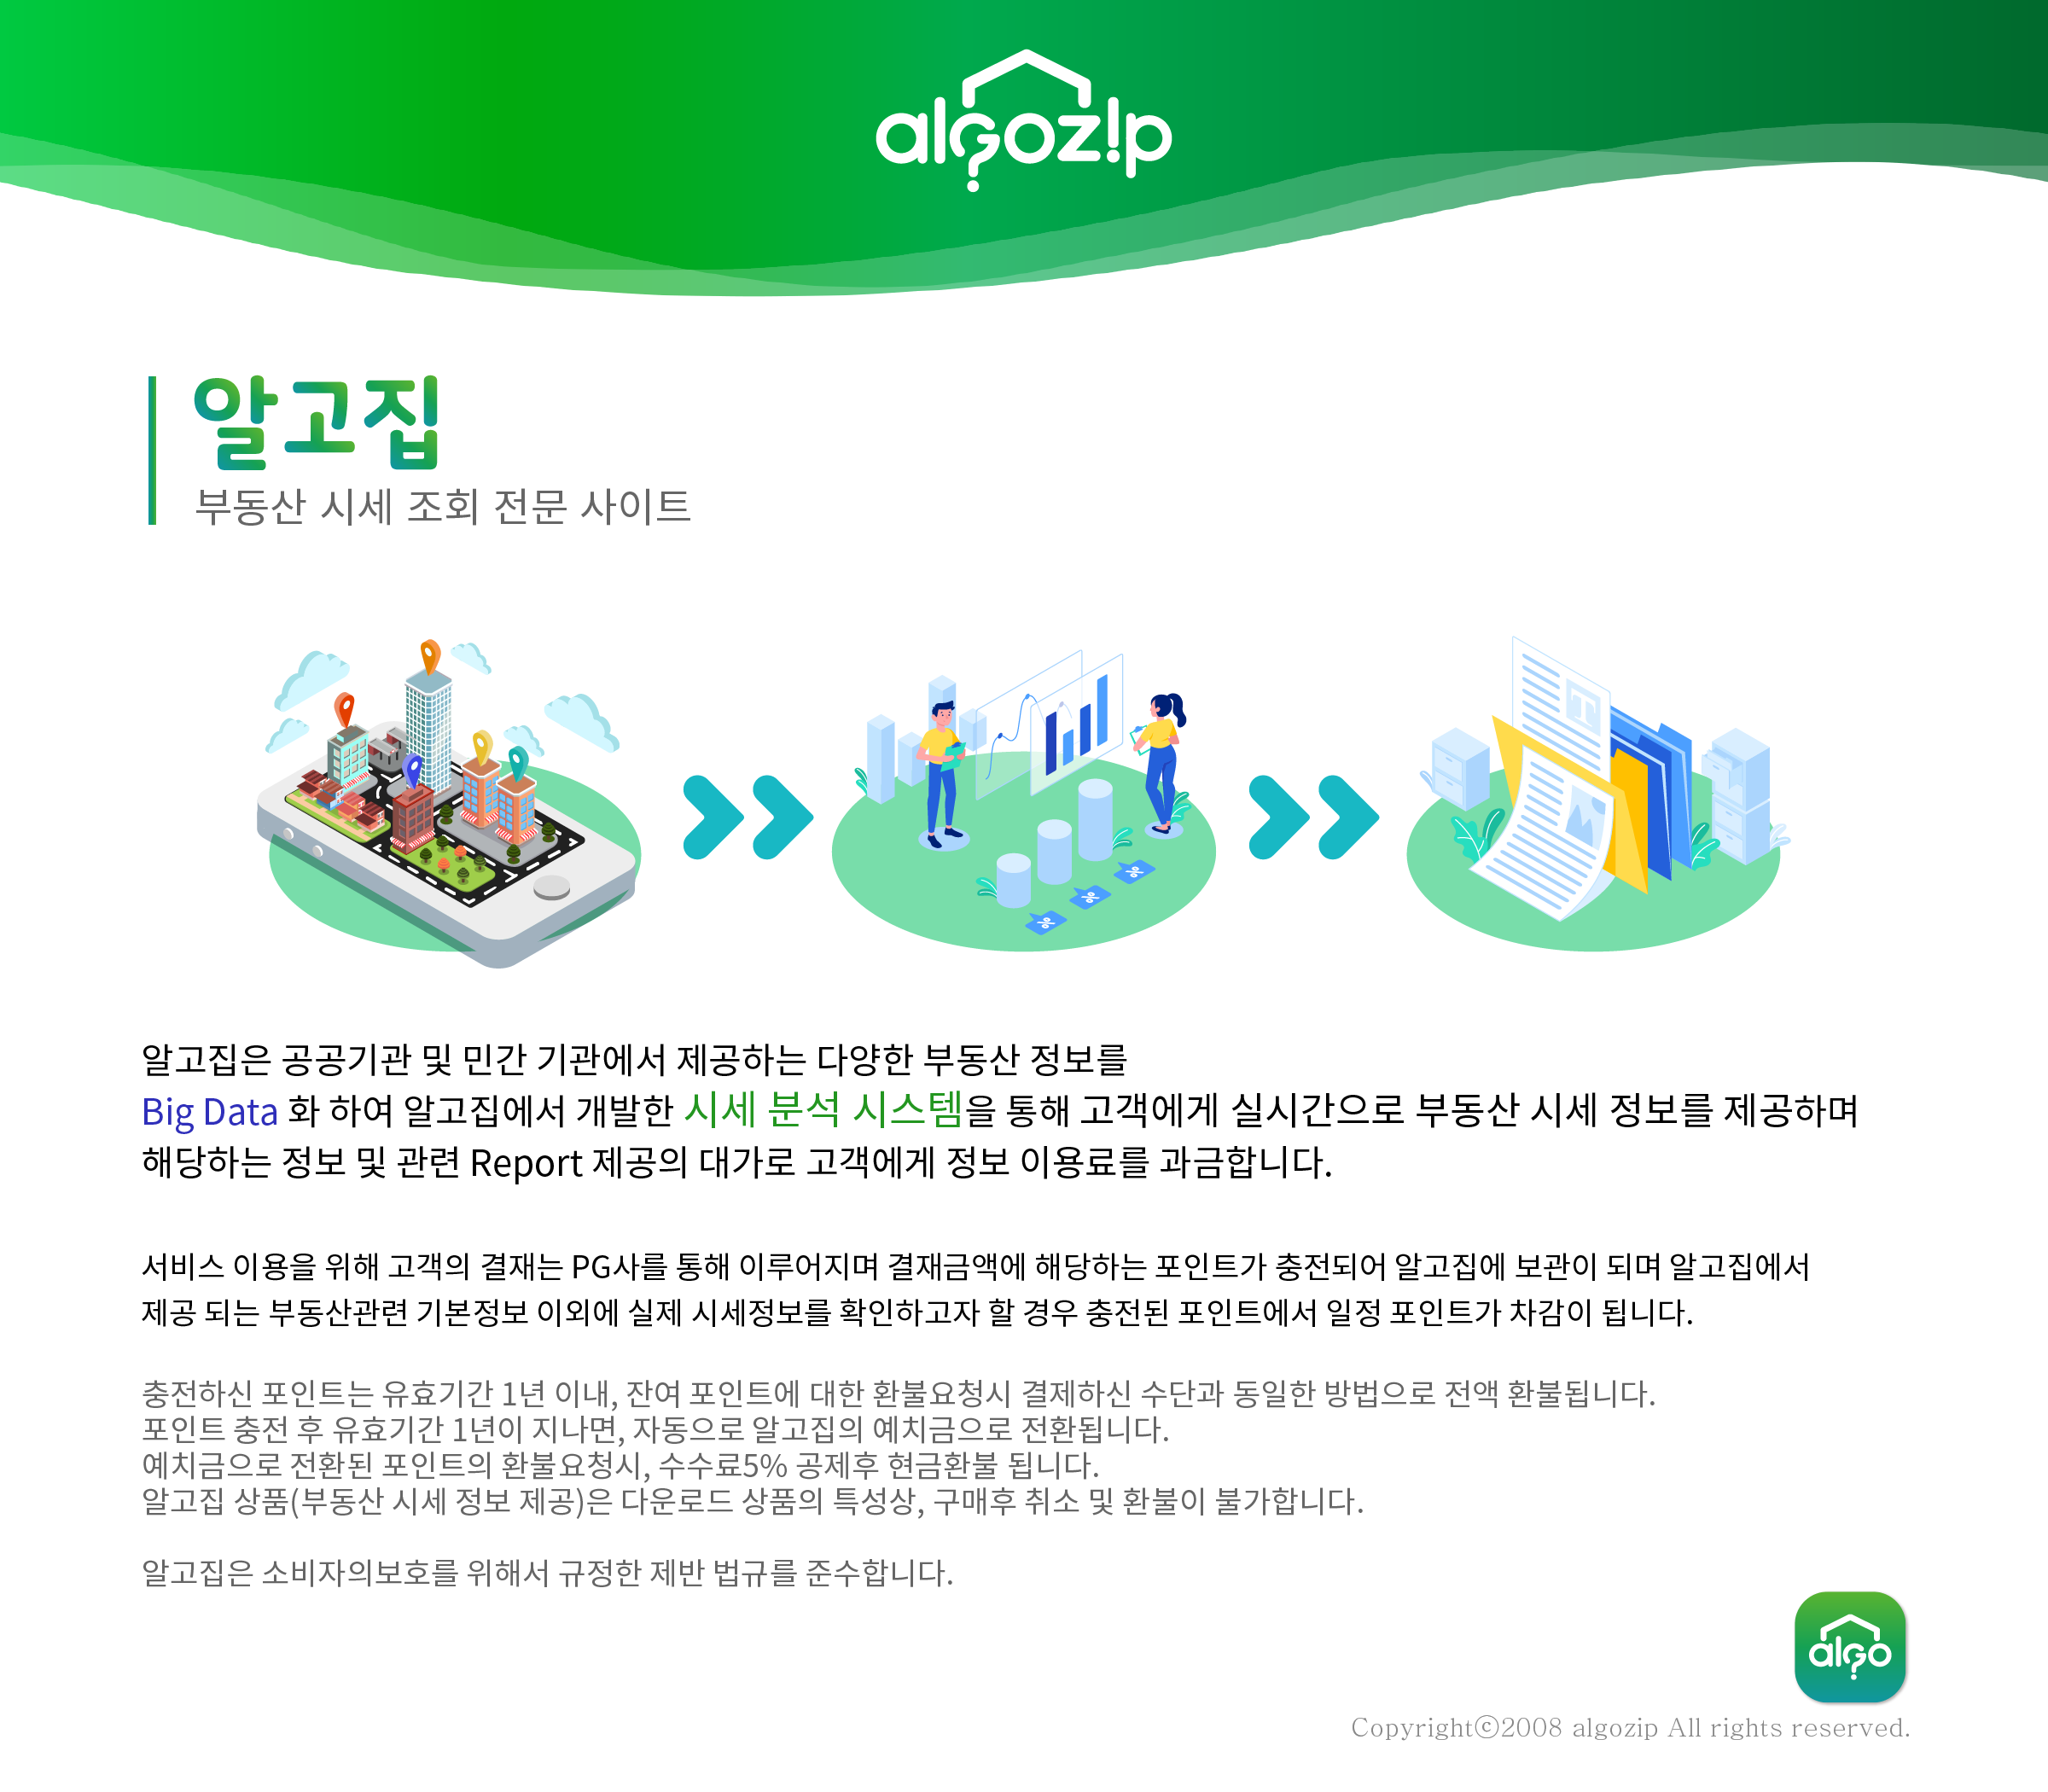 algozip
알고집
부동산 시세 조회 전문 사이트
알고집은 공공기관 및 민간 기관에서 제공하는 다양한 부동산 정보를
Big Data 화 하여 알고집에서 개발한 시세 분석 시스템을 통해 고객에게 실시간으로 부동산 시세 정보를 제공하며
해당하는 정보 및 관련 Report 제공의 대가로 고객에게 정보 이용료를 과금합니다.
서비스 이용을 위해 고객의 결재는 PG사를 통해 이루어지며 결재금액에 해당하는 포인트가 충전되어 알고집에 보관이 되며 알고집에서
제공 되는 부동산관련 기본정보 이외에 실제 시세정보를 확인하고자 할 경우 충전된 포인트에서 일정 포인트가 차감이 됩니다.
충전하신 포인트는 유효기간 1년 이내, 잔여 포인트에 대한 환불요청시 결제하신 수단과 동일한 방법으로 전액 환불됩니다.
포인트 충전 후 유효기간 1년이 지나면, 자동으로 알고집의 예치금으로 전환됩니다.
예치금으로 전환된 포인트의 환불요청시, 수수료5% 공제후 현금환불 됩니다.
알고집 상품(부동산 시세 정보 제공)은 다운로드 상품의 특성상, 구매후 취소 및 환불이 불가합니다.
알고집은 소비자의보호를 위해서 규정한 제반 법규를 준수합니다.
algo
Copyrightⓒ2008 algozip All rights reserved.